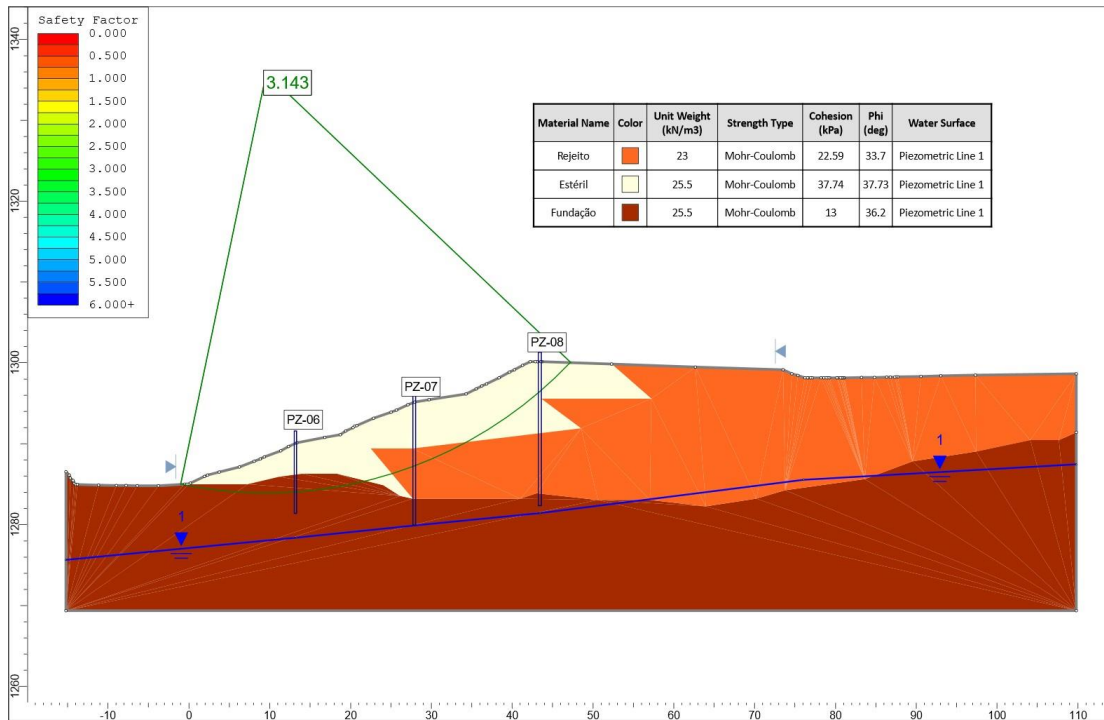 Safety Factor
0.000
0.500
1.000
1.500
2.000
2.500
3.000
3.500
4.000
4.500
5.000
5.500
6.000+
3.143
Material Name Color Unit Weight (kN/m3) Strength Type Cohesion (kPa) Phi (deg) Water Surface
Rejeito 23 Mohr-Coulomb 22.59 33.7 Piezometric Line 1
Estéril 25.5 Mohr-Coulomb 37.74 37.73 Piezometric Line 1
Fundação 25.5 Mohr-Coulomb 13 36.2 Piezometric Line 1
PZ-08
PZ-07
PZ-06
1
1
1340
1320
1300
1280
1260
-10 0 10 20 30 40 50 60 70 80 90 100 110